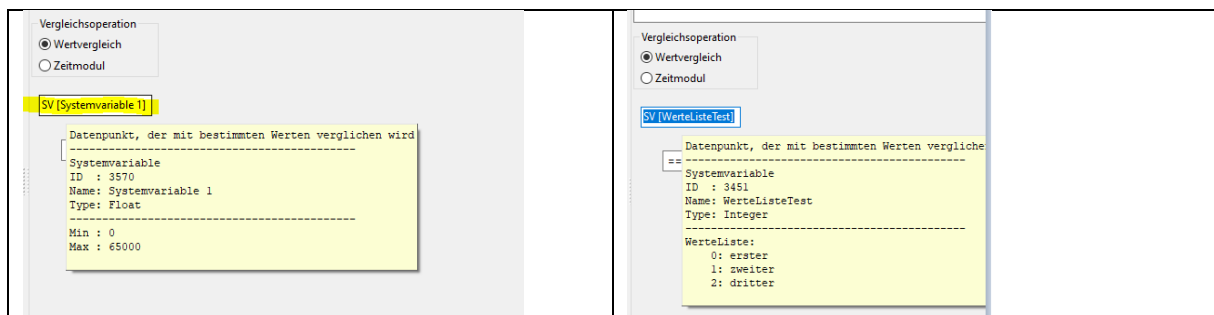 Vergleichsoperation
Wertvergleich
Zeitmodul
SV [Systemvariable 1]
Datenpunkt, der mit bestimmten Werten verglichen wird
--------------------------------------------
Systemvariable
ID : 3570
Name: Systemvariable 1
Type: Float
--------------------------------------------
Min : 0
Max : 65000
Vergleichsoperation
Wertvergleich
Zeitmodul
SV [WerteListeTest]
Datenpunkt, der mit bestimmten Werten verglichen
==
--------------------------------------------
Systemvariable
ID : 3451
Name: WerteListeTest
Type: Integer
--------------------------------------------
WerteListe:
0: erster
1: zweiter
2: dritter